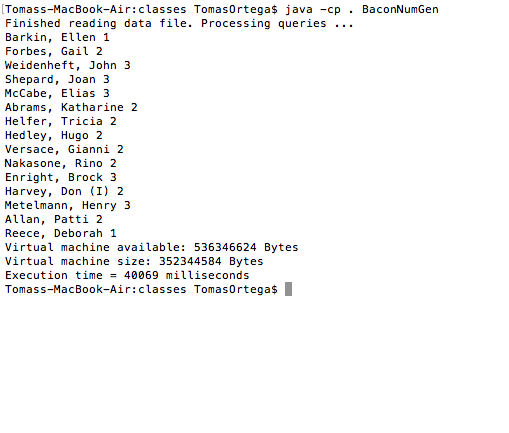 [Tomass-MacBook-Air:classes TomasOrtega$ java -cp . BaconNumGen
Finished reading data file. Processing queries ...
Barkin, Ellen 1
Forbes, Gail 2
Weidenheft, John 3
Shepard, Joan 3
McCabe, Elias 3
Abrams, Katharine 2
Helfer, Tricia 2
Hedley, Hugo 2
Versace, Gianni 2
Nakasone, Rino 2
Enright, Brock 3
Harvey, Don (I) 2
Metelmann, Henry 3
Allan, Patti 2
Reece, Deborah 1
Virtual machine available: 536346624 Bytes
Virtual machine size: 352344584 Bytes
Execution time = 40069 milliseconds
Tomass-MacBook-Air:classes TomasOrtega$